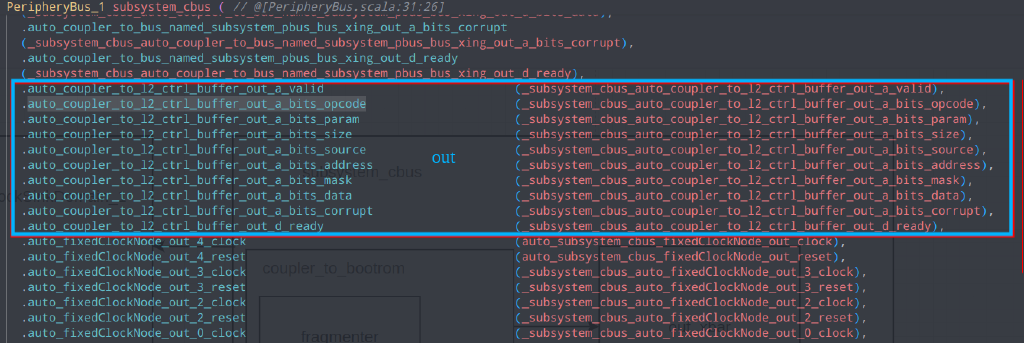 PeripheryBus_1 subsystem_cbus ( // @[PeripheryBus.scala:31:26]
.auto_coupler_to_bus_named_subsystem_pbus_bus_xing_out_a_bits_corrupt
(_subsystem_cbus_auto_coupler_to_bus_named_subsystem_pbus_bus_xing_out_a_bits_corrupt),
.auto_coupler_to_bus_named_subsystem_pbus_bus_xing_out_d_ready
(_subsystem_cbus_auto_coupler_to_bus_named_subsystem_pbus_bus_xing_out_d_ready),
.auto_coupler_to_l2_ctrl_buffer_out_a_valid (_subsystem_cbus_auto_coupler_to_l2_ctrl_buffer_out_a_valid),
.auto_coupler_to_l2_ctrl_buffer_out_a_bits_opcode (_subsystem_cbus_auto_coupler_to_l2_ctrl_buffer_out_a_bits_opcode),
.auto_coupler_to_l2_ctrl_buffer_out_a_bits_param (_subsystem_cbus_auto_coupler_to_l2_ctrl_buffer_out_a_bits_param),
.auto_coupler_to_l2_ctrl_buffer_out_a_bits_size (_subsystem_cbus_auto_coupler_to_l2_ctrl_buffer_out_a_bits_size),
.auto_coupler_to_l2_ctrl_buffer_out_a_bits_source (_subsystem_cbus_auto_coupler_to_l2_ctrl_buffer_out_a_bits_source),
out
.auto_coupler_to_l2_ctrl_buffer_out_a_bits_address (_subsystem_cbus_auto_coupler_to_l2_ctrl_buffer_out_a_bits_address),
.auto_coupler_to_l2_ctrl_buffer_out_a_bits_mask (_subsystem_cbus_auto_coupler_to_l2_ctrl_buffer_out_a_bits_mask),
.auto_coupler_to_l2_ctrl_buffer_out_a_bits_data (_subsystem_cbus_auto_coupler_to_l2_ctrl_buffer_out_a_bits_data),
.auto_coupler_to_l2_ctrl_buffer_out_a_bits_corrupt (_subsystem_cbus_auto_coupler_to_l2_ctrl_buffer_out_a_bits_corrupt),
.auto_coupler_to_l2_ctrl_buffer_out_d_ready (_subsystem_cbus_auto_coupler_to_l2_ctrl_buffer_out_d_ready),
.auto_fixedClockNode_out_4_clock (auto_subsystem_cbus_fixedClockNode_out_clock),
.auto_fixedClockNode_out_4_reset (auto_subsystem_cbus_fixedClockNode_out_reset),
coupler_to_bootrom
.auto_fixedClockNode_out_3_clock (_subsystem_cbus_auto_fixedClockNode_out_3_clock),
.auto_fixedClockNode_out_3_reset (_subsystem_cbus_auto_fixedClockNode_out_3_reset),
.auto_fixedClockNode_out_2_clock (_subsystem_cbus_auto_fixedClockNode_out_2_clock),
.auto_fixedClockNode_out_2_reset (_subsystem_cbus_auto_fixedClockNode_out_2_reset),
.auto_fixedClockNode_out_0_clock (_subsystem_cbus_auto_fixedClockNode_out_0_clock),
fragmenter